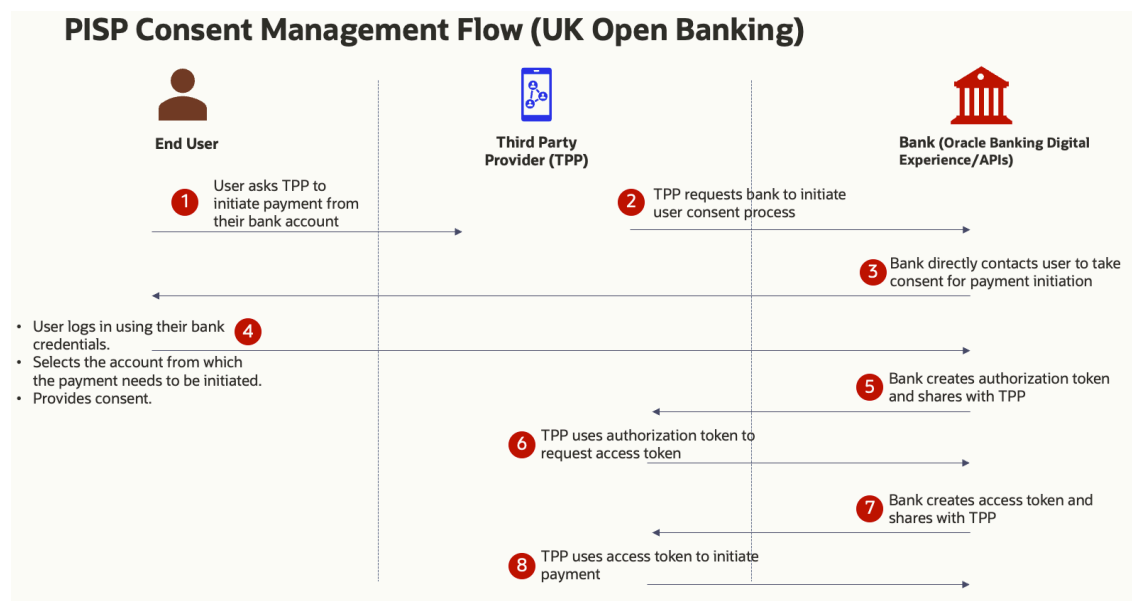 PISP Consent Management Flow (UK Open Banking)
End User
Third Party
Provider (TPP)
Bank (Oracle Banking Digital
Experience/APIs)
1
User asks TPP to
initiate payment from
their bank account
2
TPP requests bank to initiate
user consent process
3
Bank directly contacts user to take
consent for payment initiation
4
• User logs in using their bank
credentials.
• Selects the account from which
the payment needs to be initiated.
• Provides consent.
5
Bank creates authorization token
and shares with TPP
6
TPP uses authorization token to
request access token
7
Bank creates access token and
shares with TPP
8
TPP uses access token to initiate
payment